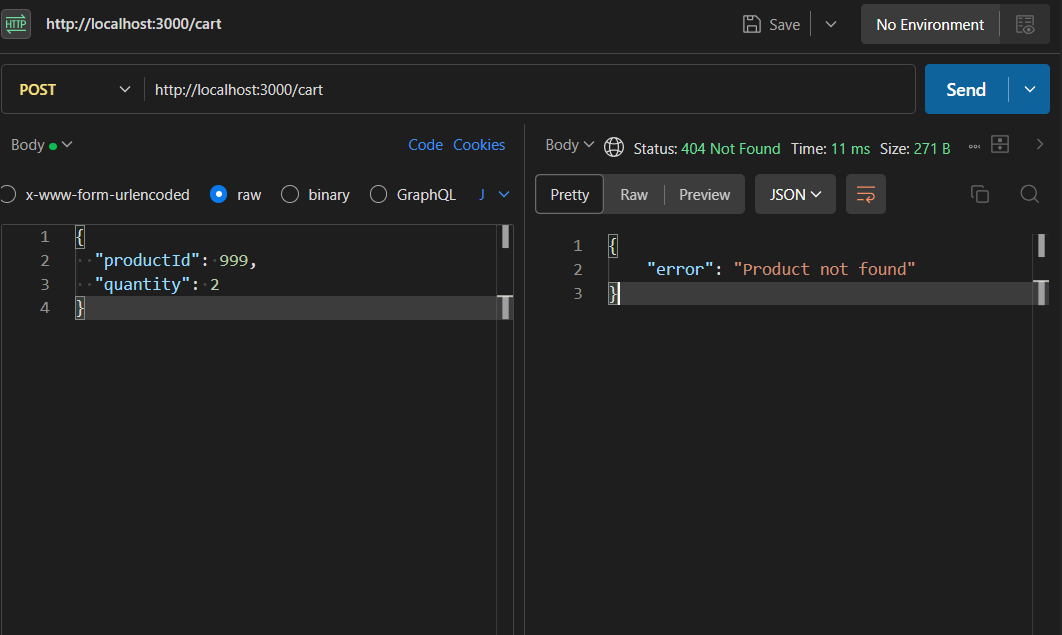 HTTP http://localhost:3000/cart Save No Environment
POST http://localhost:3000/cart Send
Body Code Cookies
x-www-form-urlencoded raw binary GraphQL J
1 {
2 "productId": 999,
3 "quantity": 2
4 }
Body Status: 404 Not Found Time: 11 ms Size: 271 B
Pretty Raw Preview JSON
1 {
2 "error": "Product not found"
3 }